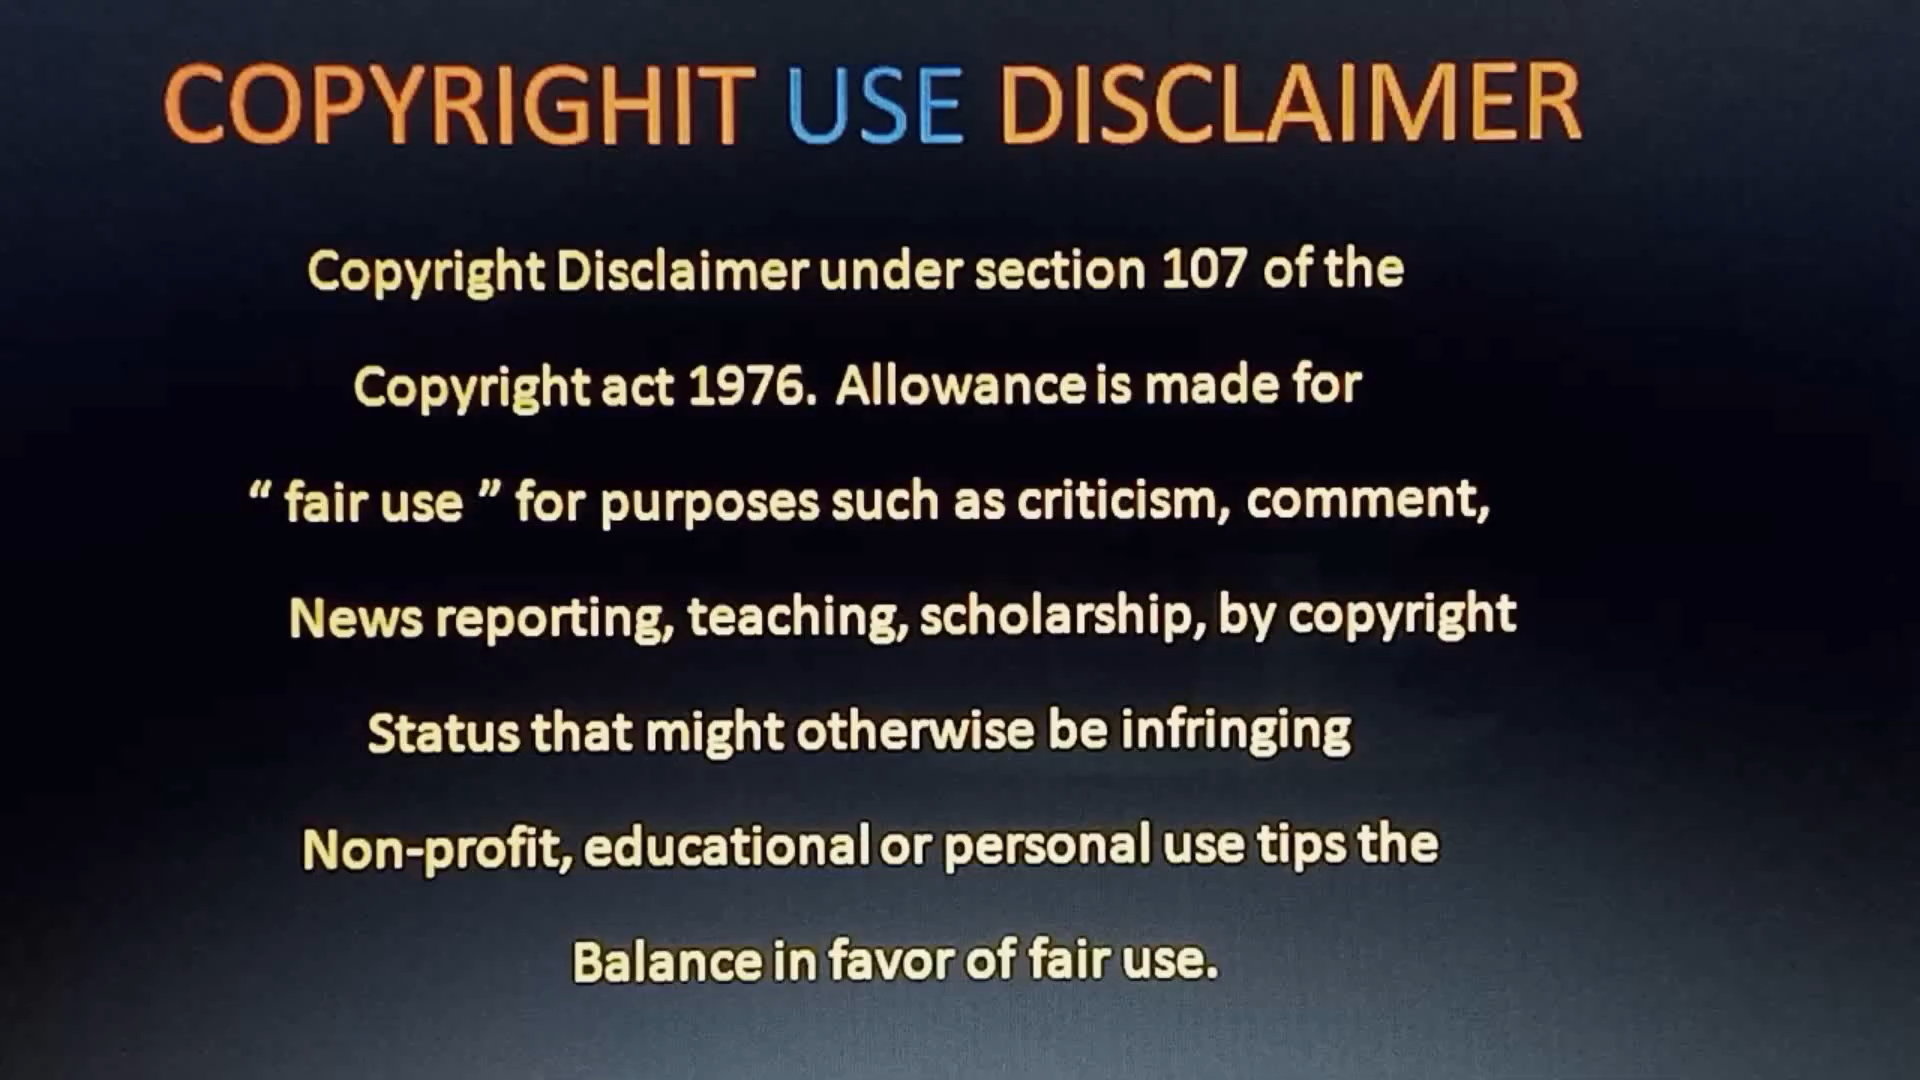 COPYRIGHIT USE DISCLAIMER
Copyright Disclaimer under section 107 of the
Copyright act 1976. Allowance is made for
“ fair use ” for purposes such as criticism, comment,
News reporting, teaching, scholarship, by copyright
Status that might otherwise be infringing
Non-profit, educational or personal use tips the
Balance in favor of fair use.